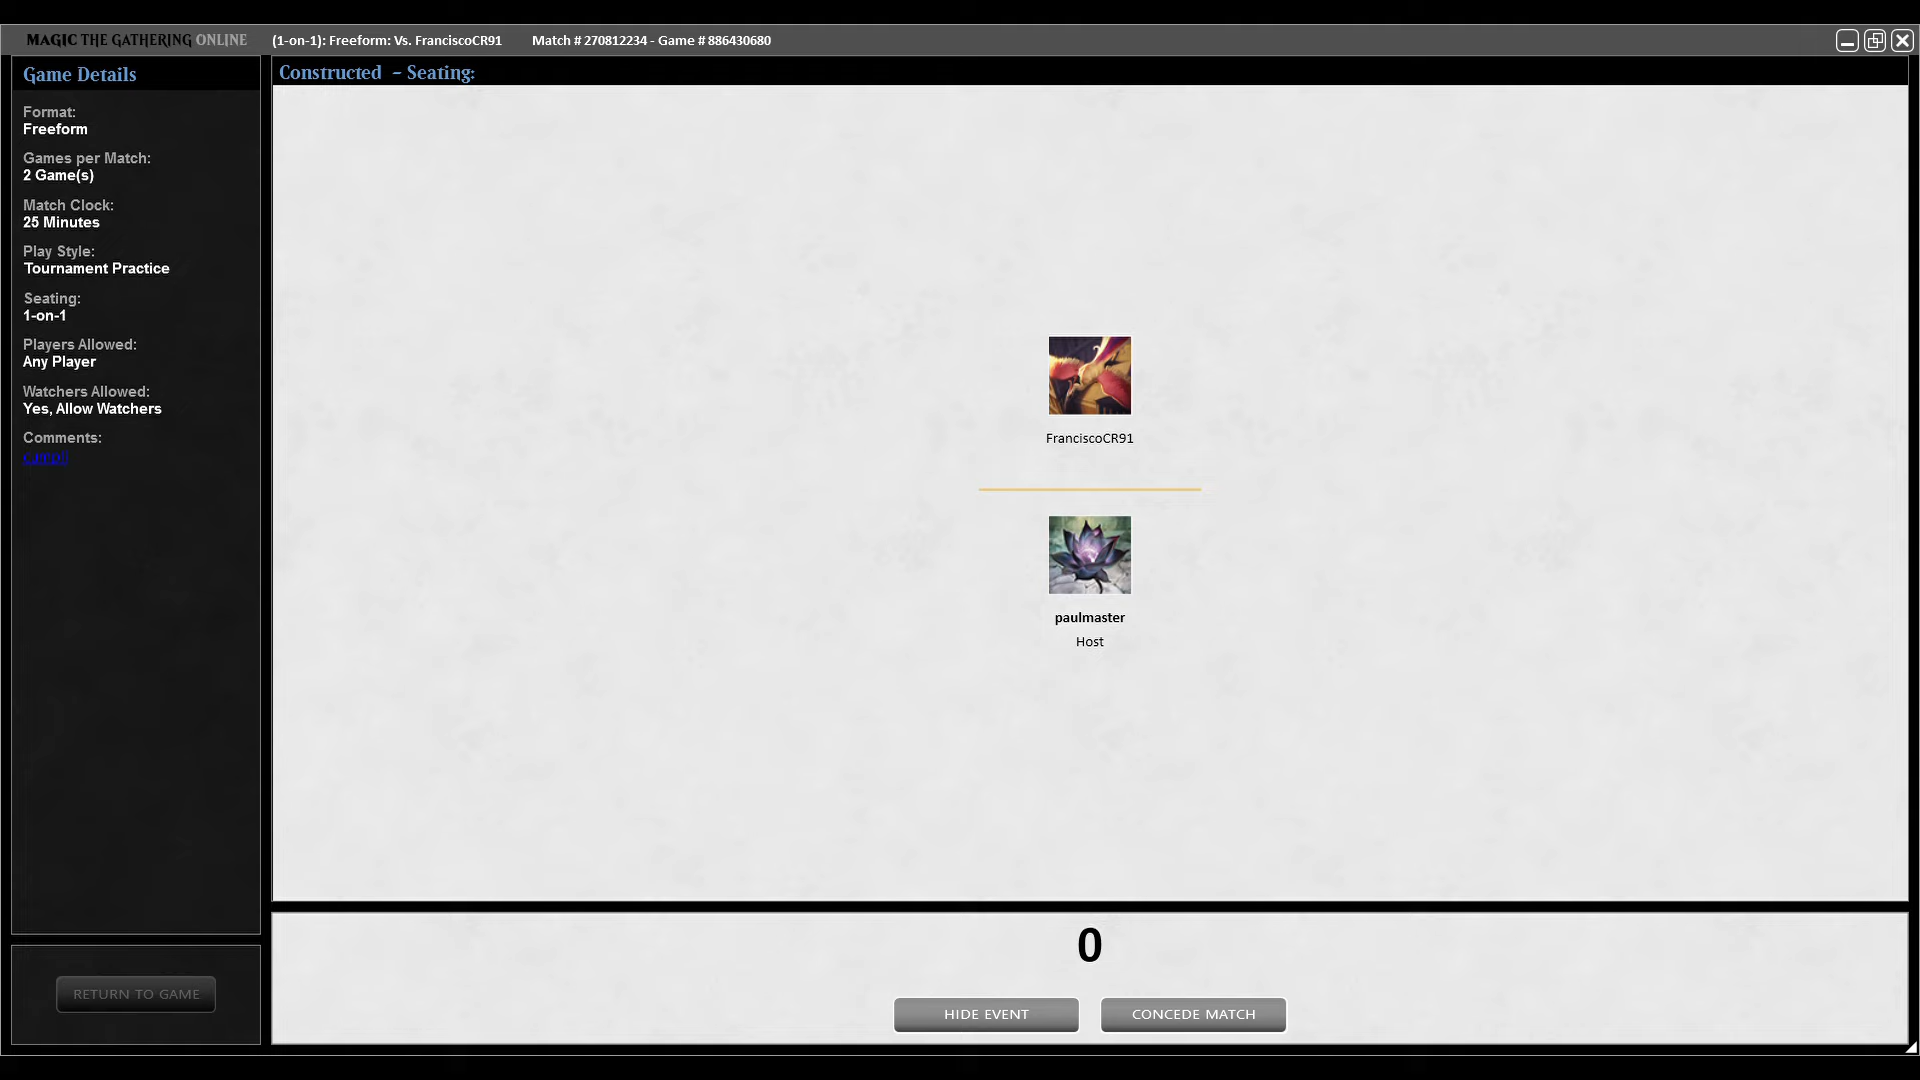 MAGIC THE GATHERING ONLINE
(1-on-1): Freeform: Vs. FranciscoCR91
Match # 270812234 - Game # 886430680
Game Details
Format:
Freeform
Games per Match:
2 Game(s)
Match Clock:
25 Minutes
Play Style:
Tournament Practice
Seating:
1-on-1
Players Allowed:
Any Player
Watchers Allowed:
Yes, Allow Watchers
Comments:
RETURN TO GAME
Constructed – Seating:
FranciscoCR91
paulmaster
Host
0
HIDE EVENT
CONCEDE MATCH